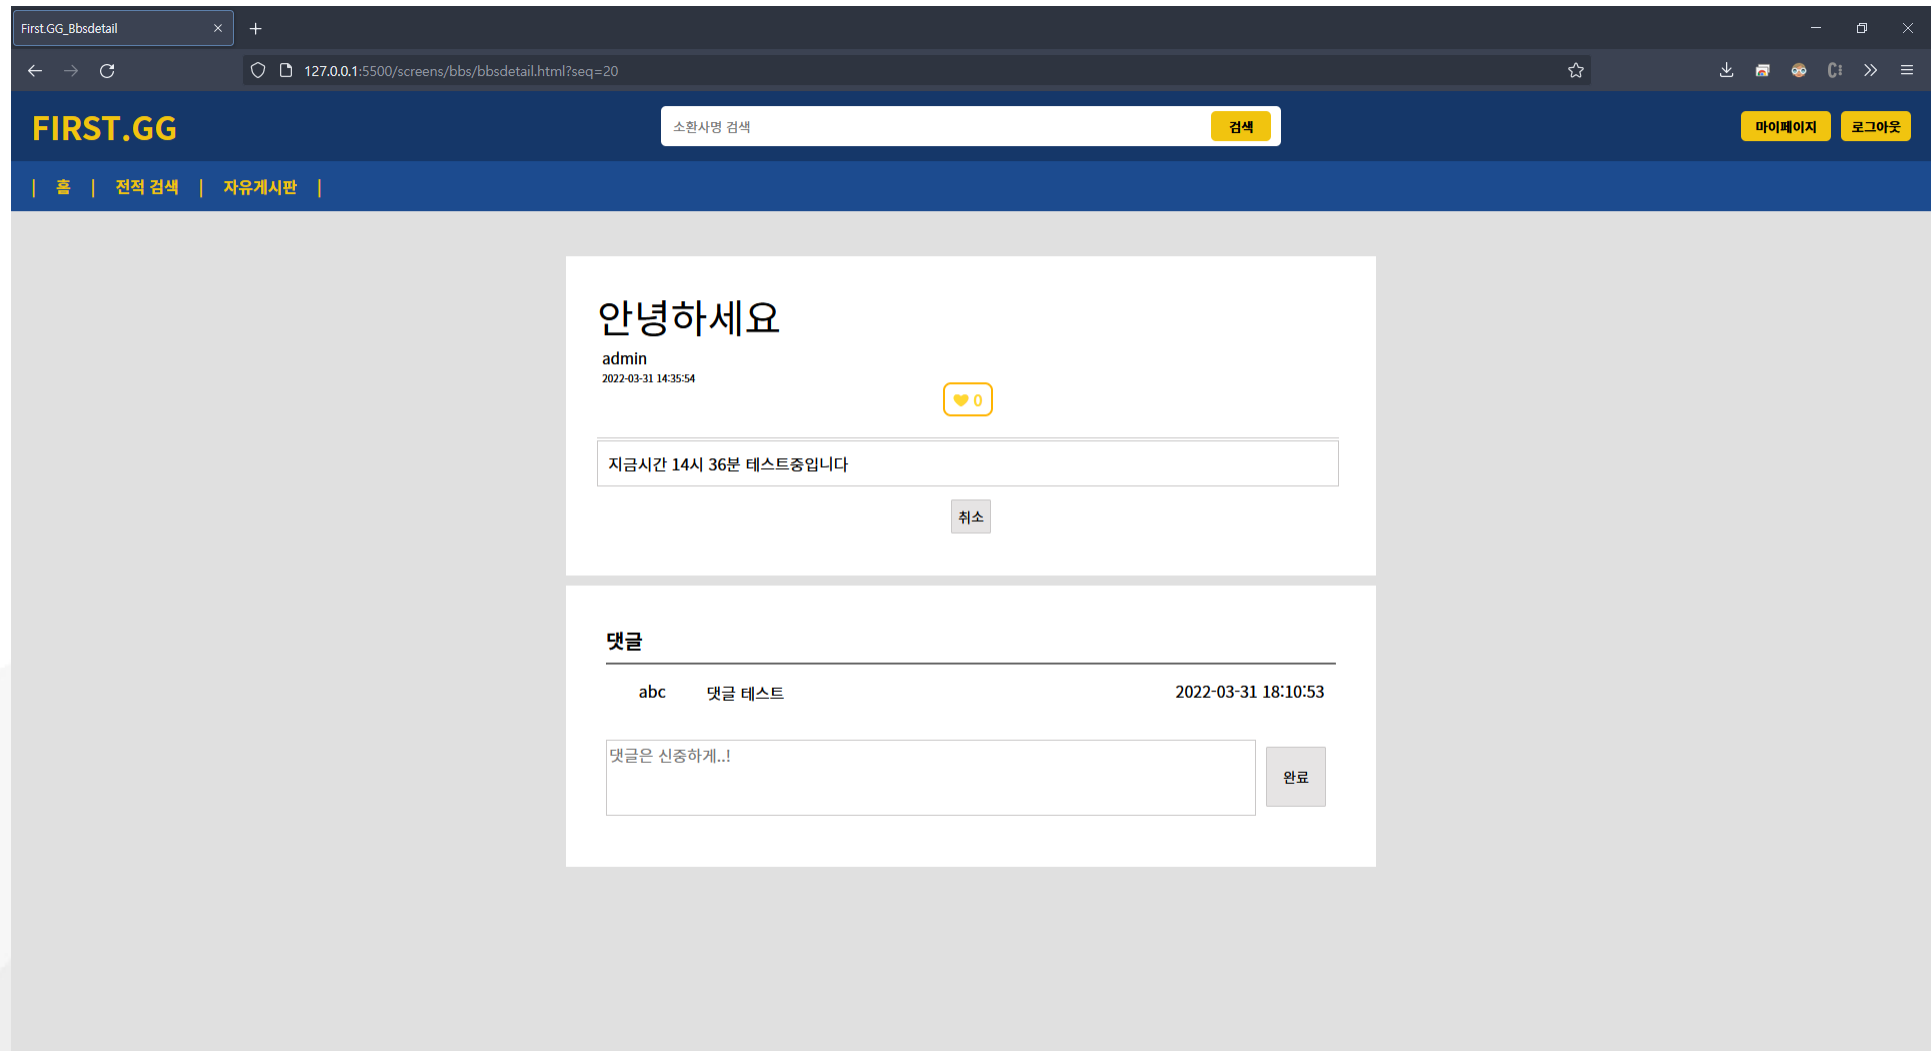 First.GG_Bbsdetail
127.0.0.1:5500/screens/bbs/bbsdetail.html?seq=20
FIRST.GG
소환사명 검색
검색
마이페이지
로그아웃
| 홈 | 전적 검색 | 자유게시판 |
안녕하세요
admin
2022-03-31 14:35:54
0
지금시간 14시 36분 테스트중입니다
취소
댓글
abc 댓글 테스트 2022-03-31 18:10:53
댓글은 신중하게..!
완료